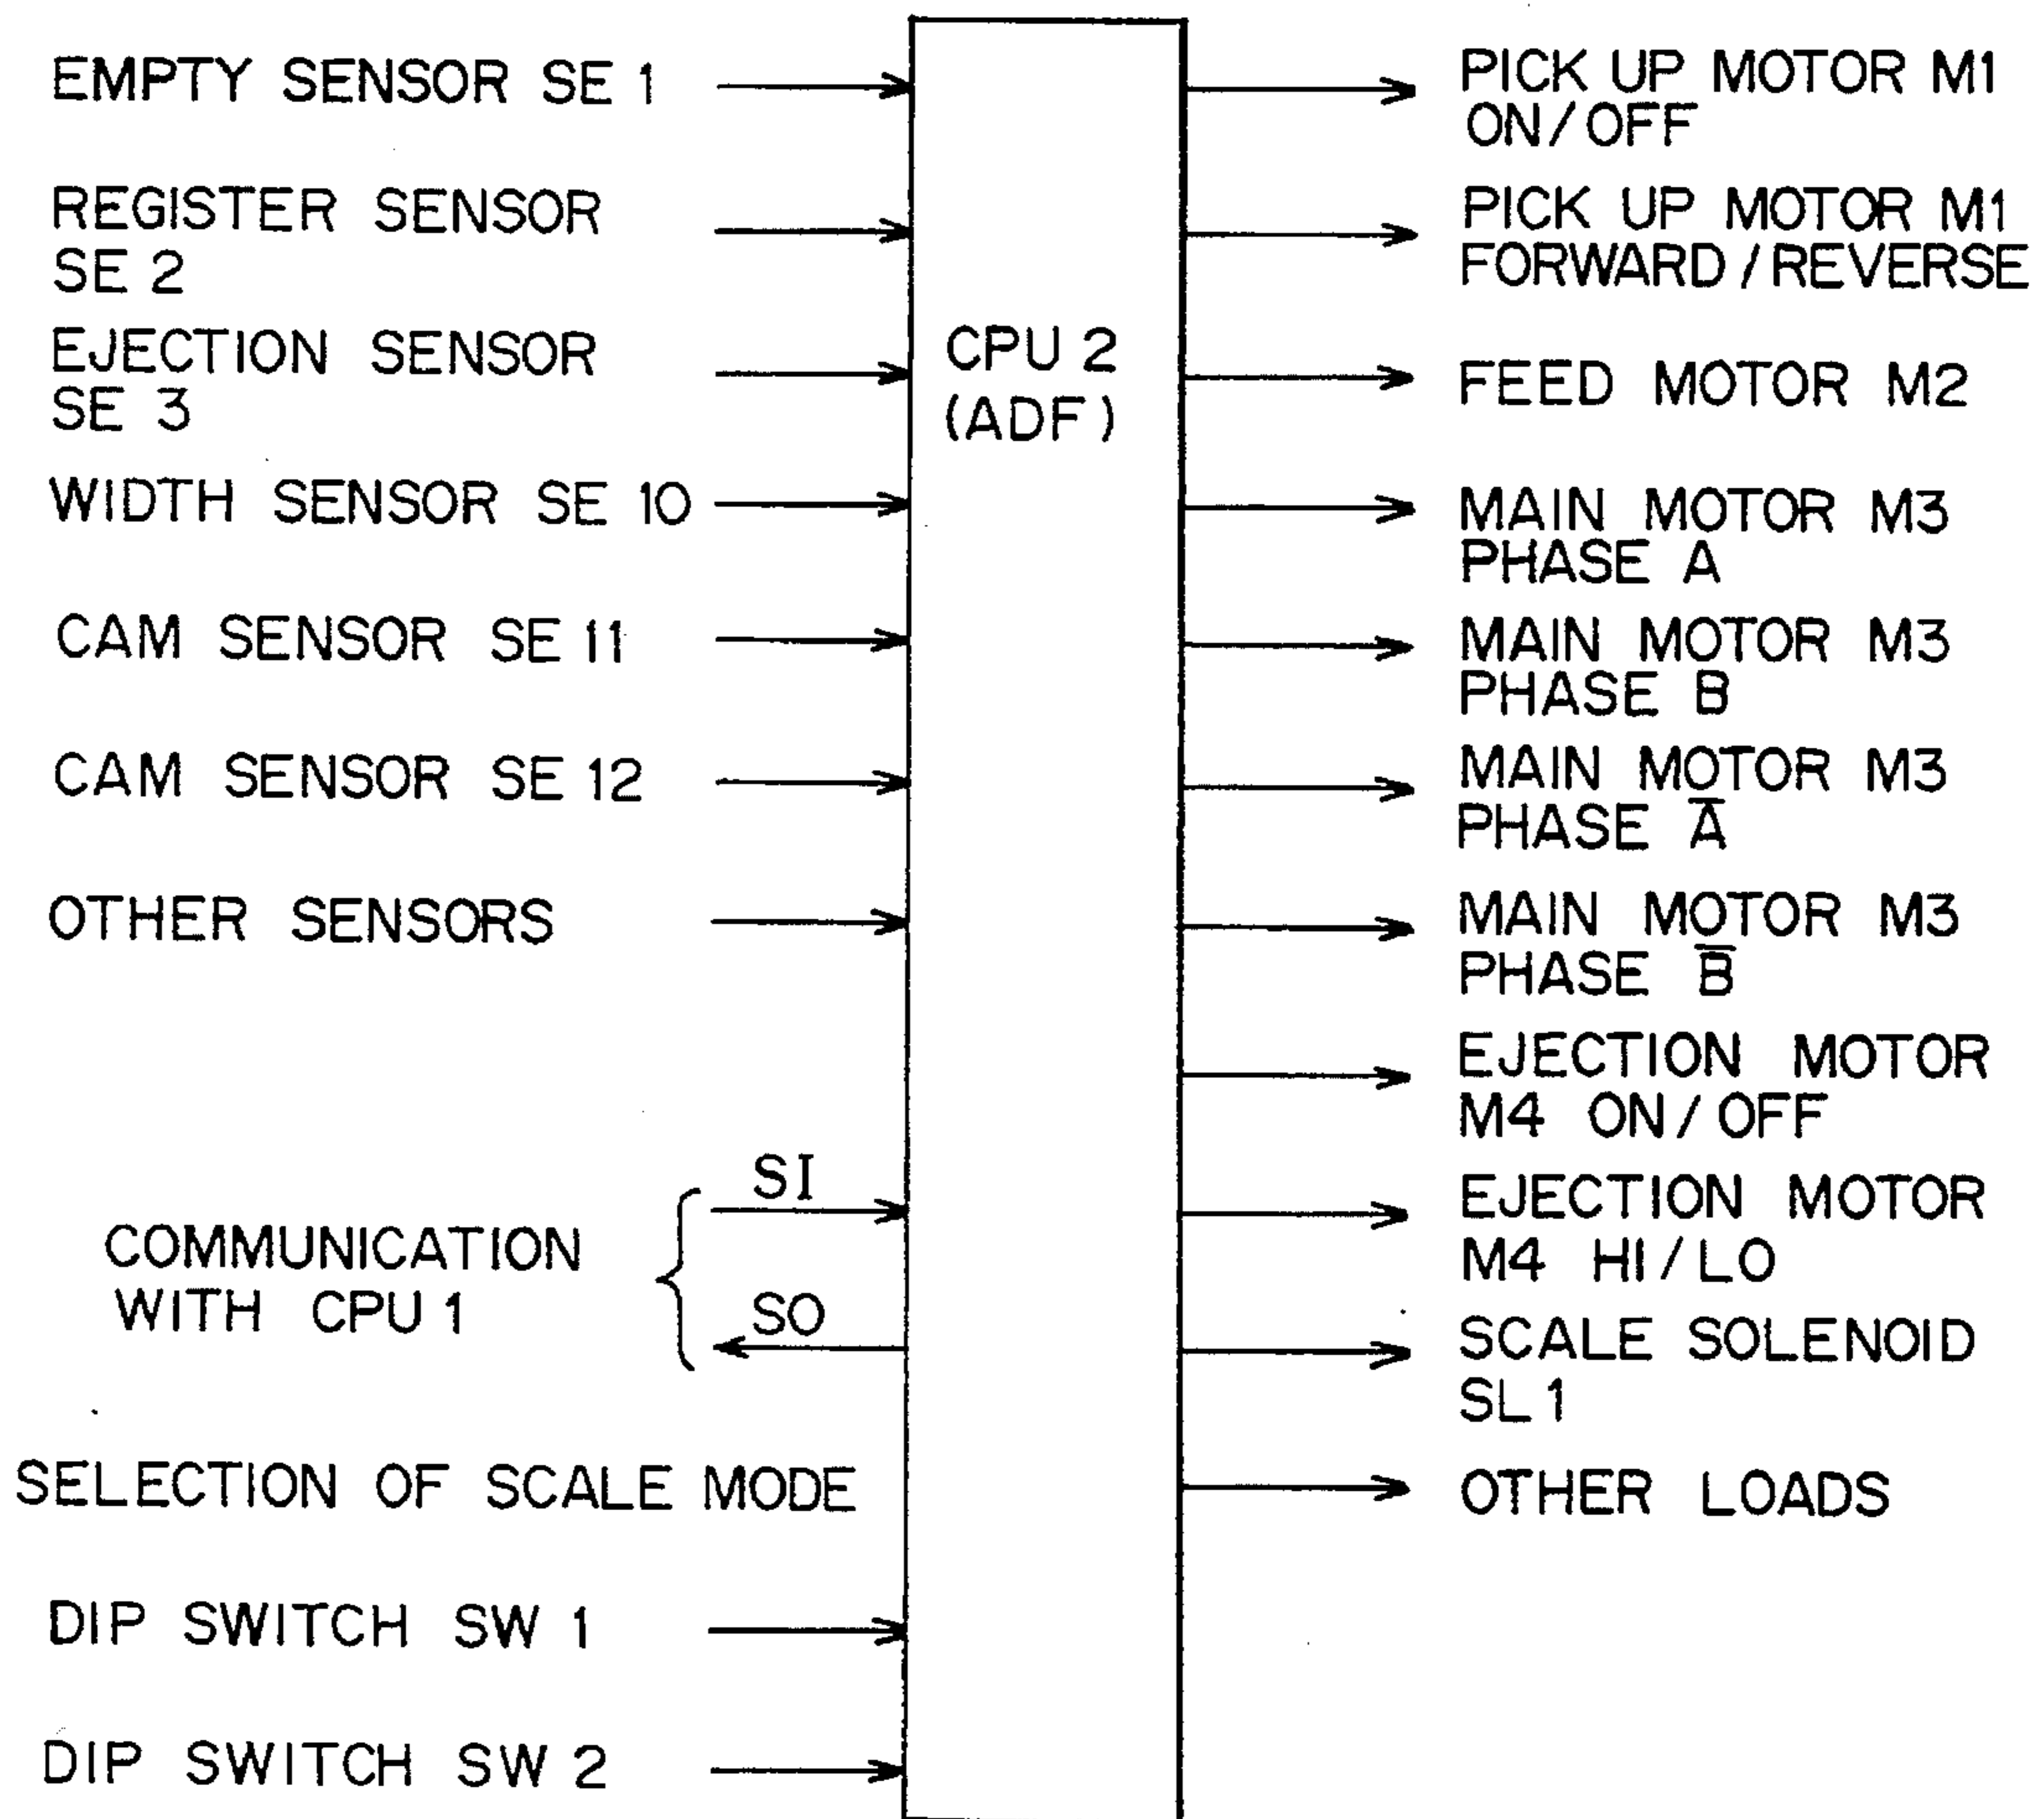 EMPTY SENSOR SE 1
REGISTER SENSOR
SE 2
EJECTION SENSOR
SE 3
WIDTH SENSOR SE 10
CAM SENSOR SE 11
CAM SENSOR SE 12
OTHER SENSORS
SI
COMMUNICATION
WITH CPU 1
SO
SELECTION OF SCALE MODE
DIP SWITCH SW 1
DIP SWITCH SW 2
CPU 2
(ADF)
PICK UP MOTOR M1
ON/OFF
PICK UP MOTOR M1
FORWARD/REVERSE
FEED MOTOR M2
MAIN MOTOR M3
PHASE A
MAIN MOTOR M3
PHASE B
MAIN MOTOR M3
PHASE A̅
MAIN MOTOR M3
PHASE B̅
EJECTION MOTOR
M4 ON/OFF
EJECTION MOTOR
M4 HI/LO
SCALE SOLENOID
SL 1
OTHER LOADS